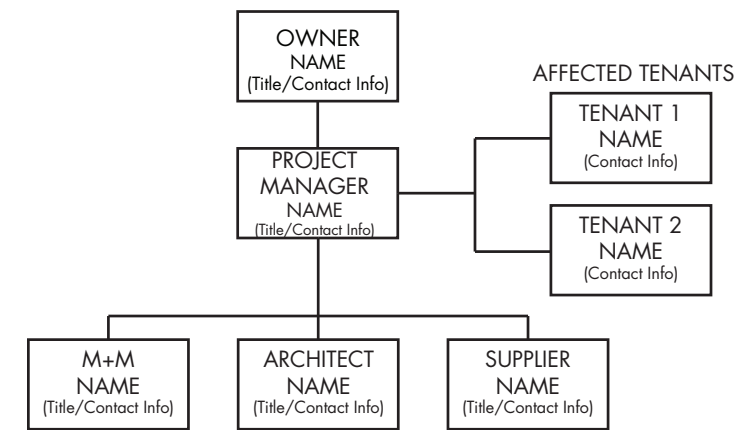 OWNER
NAME
(Title/Contact Info)
AFFECTED TENANTS
TENANT 1
NAME
(Contact Info)
PROJECT
MANAGER
NAME
(Title/Contact Info)
TENANT 2
NAME
(Contact Info)
M+M
NAME
(Title/Contact Info)
ARCHITECT
NAME
(Title/Contact Info)
SUPPLIER
NAME
(Title/Contact Info)